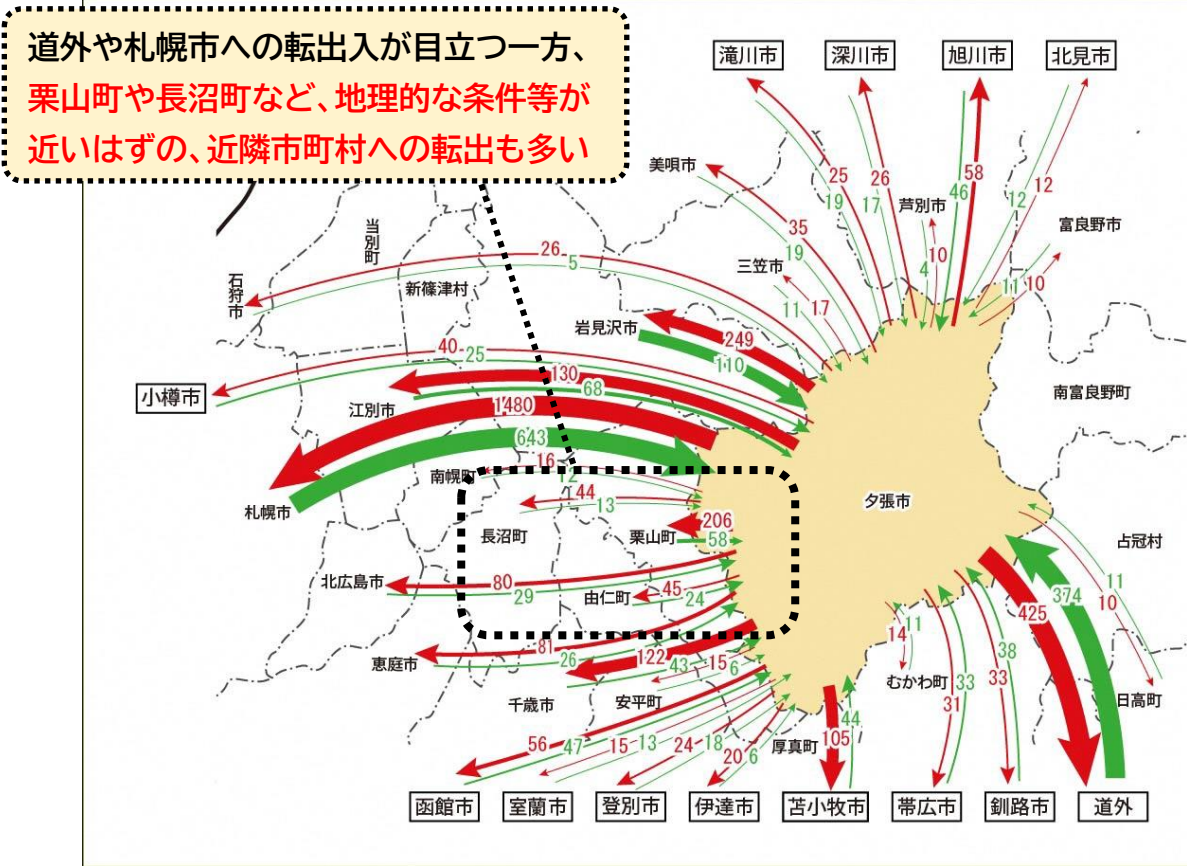 道外や札幌市への転出入が目立つ一方、
栗山町や長沼町など、地理的な条件等が
近いはずの、近隣市町村への転出も多い
滝川市
深川市
旭川市
北見市
美唄市
25
19
26
17
芦別市
46
58
12
12
富良野市
当別町
35
19
10
4
三笠市
11
17
11
10
石狩市
26
5
新篠津村
岩見沢市
249
110
40
25
小樽市
130
68
江別市
南富良野町
1480
643
南幌町
16
12
札幌市
44
13
夕張市
長沼町
栗山町
206
58
占冠村
北広島市
80
29
由仁町
45
24
11
10
374
425
恵庭市
81
26
122
43
15
6
14
11
38
33
むかわ町
33
31
千歳市
安平町
日高町
56
47
15
13
24
18
20
6
厚真町
105
44
函館市
室蘭市
登別市
伊達市
苫小牧市
帯広市
釧路市
道外